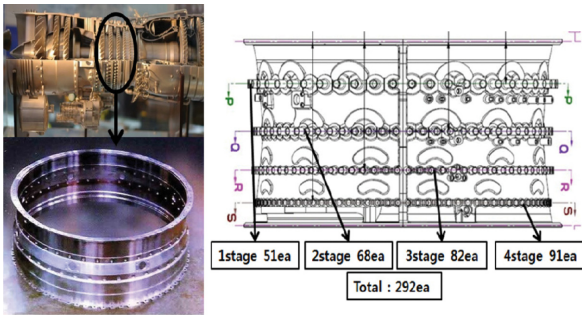 P
P
Q
Q
R
R
S
S
1stage 51ea
2stage 68ea
3stage 82ea
4stage 91ea
Total : 292ea